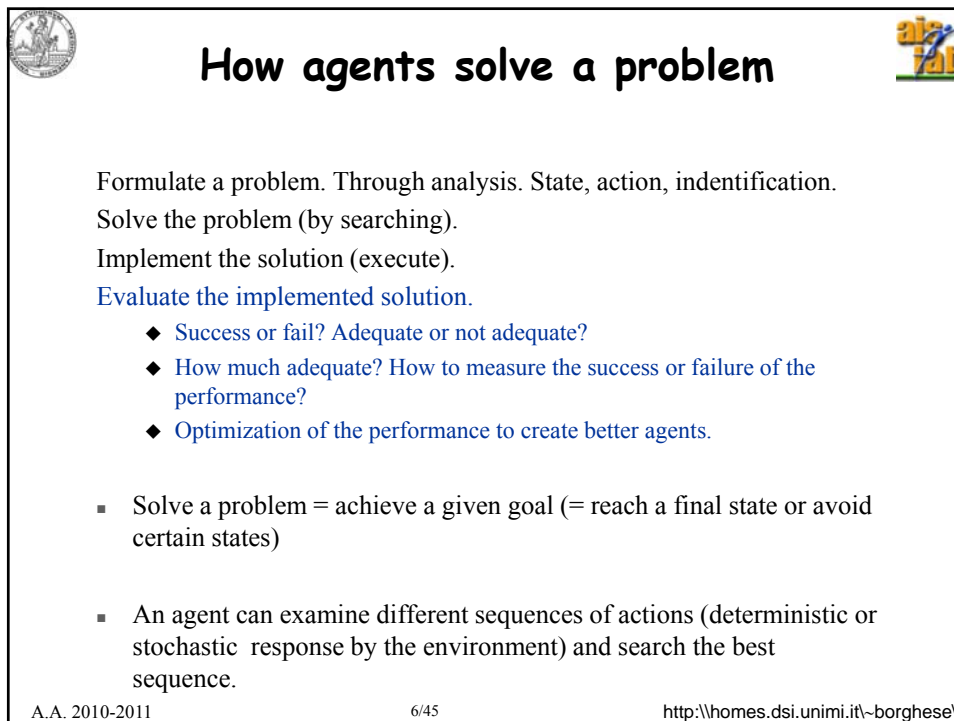 How agents solve a problem
Formulate a problem. Through analysis. State, action, indentification.
Solve the problem (by searching).
Implement the solution (execute).
Evaluate the implemented solution.
◆ Success or fail? Adequate or not adequate?
◆ How much adequate? How to measure the success or failure of the
performance?
◆ Optimization of the performance to create better agents.
▪ Solve a problem = achieve a given goal (= reach a final state or avoid
certain states)
▪ An agent can examine different sequences of actions (deterministic or
stochastic response by the environment) and search the best
sequence.
A.A. 2010-2011 6/45 http:\\homes.dsi.unimi.it\~borghese\